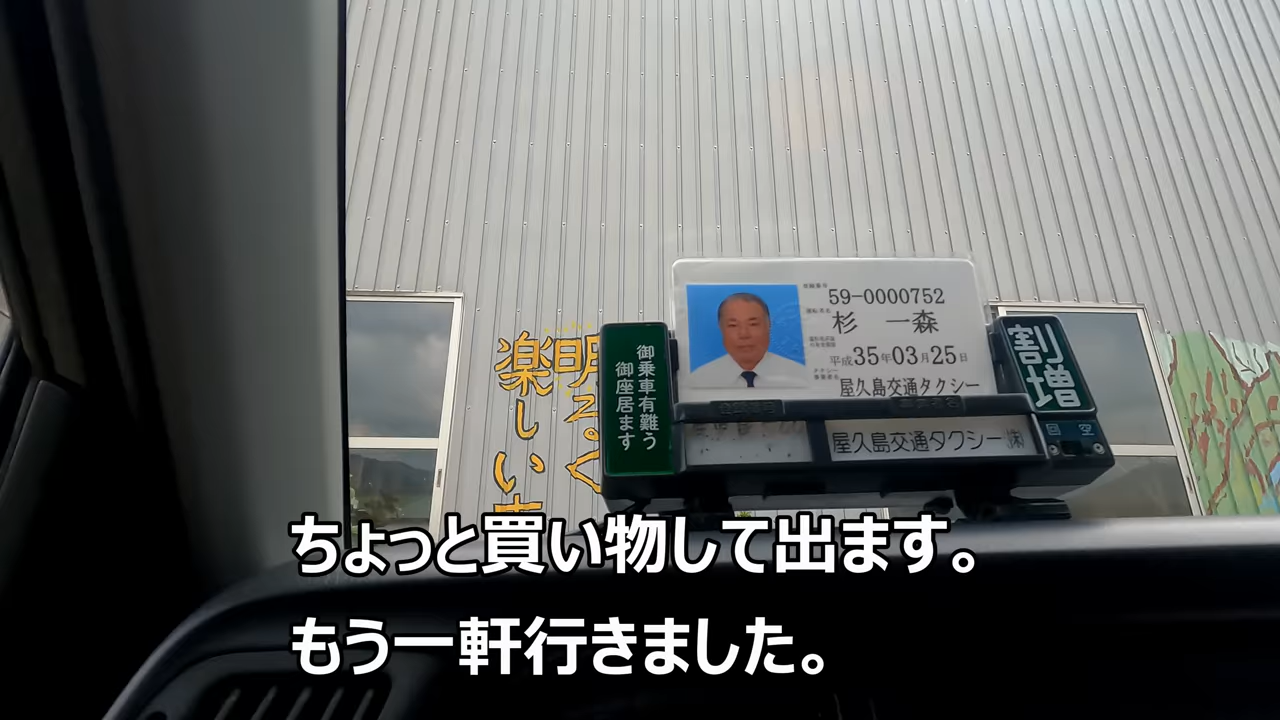 楽しい
明るく
御乗車有難う
御座居ます
59-0000752
杉 一森
平成35年03月25日
屋久島交通タクシー
割増
屋久島交通タクシー㈱
回 空
ちょっと買い物して出ます。
もう一軒行きました。